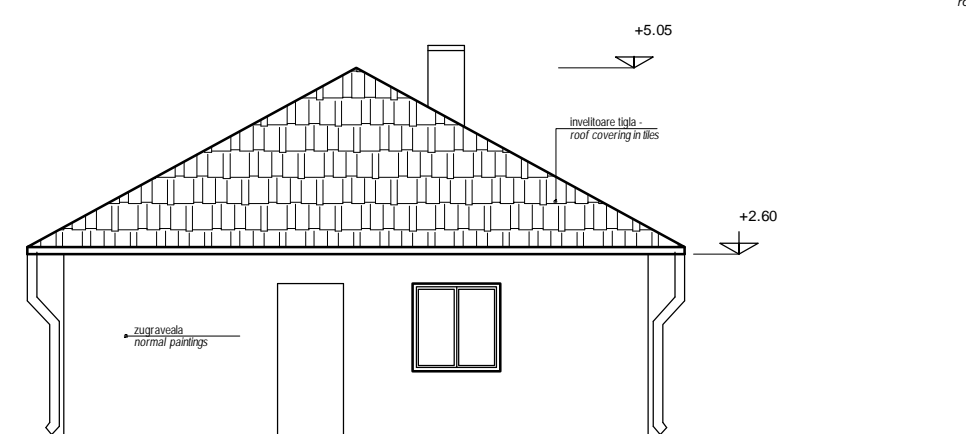 +5.05
invelitoare tigla -
roof covering in tiles
+2.60
zugraveala
normal paintings